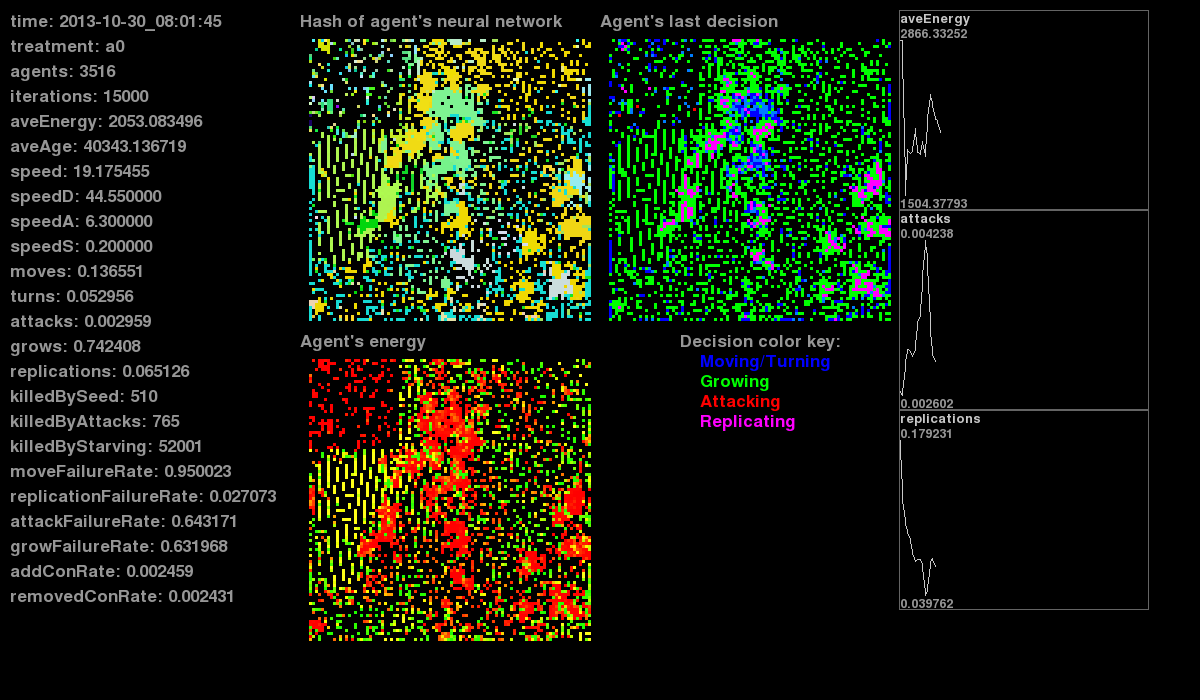 time: 2013-10-30_08:01:45
treatment: a0
agents: 3516
iterations: 15000
aveEnergy: 2053.083496
aveAge: 40343.136719
speed: 19.175455
speedD: 44.550000
speedA: 6.300000
speedS: 0.200000
moves: 0.136551
turns: 0.052956
attacks: 0.002959
grows: 0.742408
replications: 0.065126
killedBySeed: 510
killedByAttacks: 765
killedByStarving: 52001
moveFailureRate: 0.950023
replicationFailureRate: 0.027073
attackFailureRate: 0.643171
growFailureRate: 0.631968
addConRate: 0.002459
removedConRate: 0.002431
Hash of agent's neural network
Agent's last decision
Agent's energy
Decision color key:
Moving/Turning
Growing
Attacking
Replicating
aveEnergy
2866.33252
1504.37793
attacks
0.004238
0.002602
replications
0.179231
0.039762